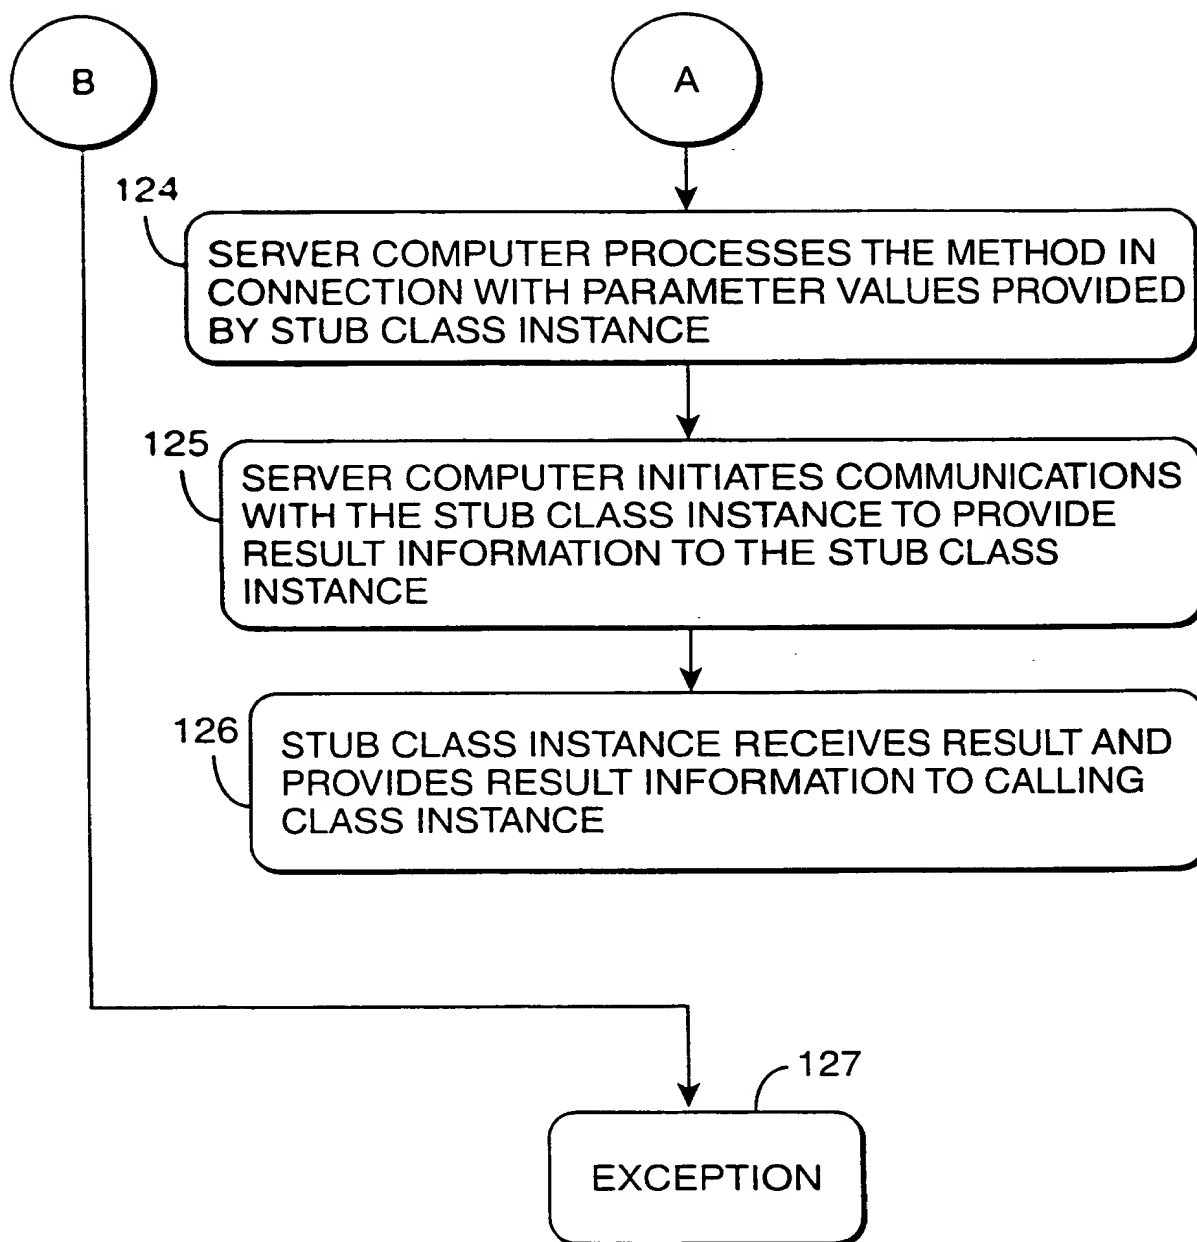 B
A
124
SERVER COMPUTER PROCESSES THE METHOD IN
CONNECTION WITH PARAMETER VALUES PROVIDED
BY STUB CLASS INSTANCE
125
SERVER COMPUTER INITIATES COMMUNICATIONS
WITH THE STUB CLASS INSTANCE TO PROVIDE
RESULT INFORMATION TO THE STUB CLASS
INSTANCE
126
STUB CLASS INSTANCE RECEIVES RESULT AND
PROVIDES RESULT INFORMATION TO CALLING
CLASS INSTANCE
127
EXCEPTION